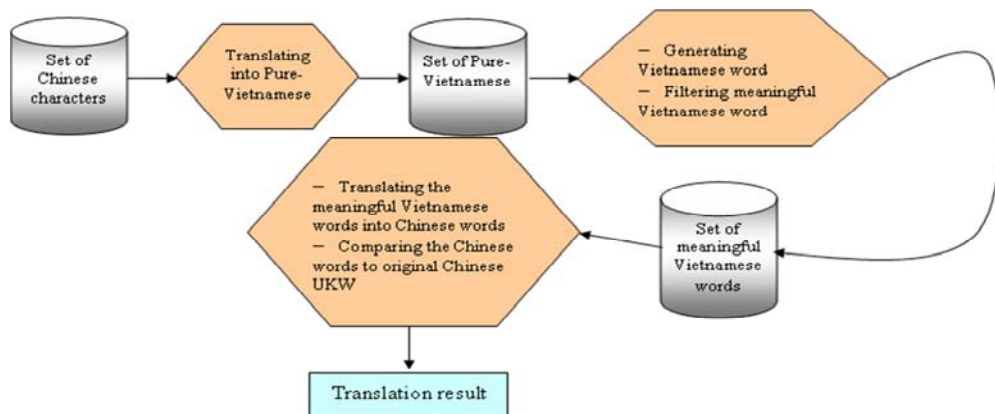 Set of
Chinese
characters
Translating
into Pure-
Vietnamese
Set of Pure-
Vietnamese
— Generating
Vietnamese word
— Filtering meaningful
Vietnamese word
Set of
meaningful
Vietnamese
words
— Translating the
meaningful Vietnamese
words into Chinese words
— Comparing the Chinese
words to original Chinese
UKW
Translation result